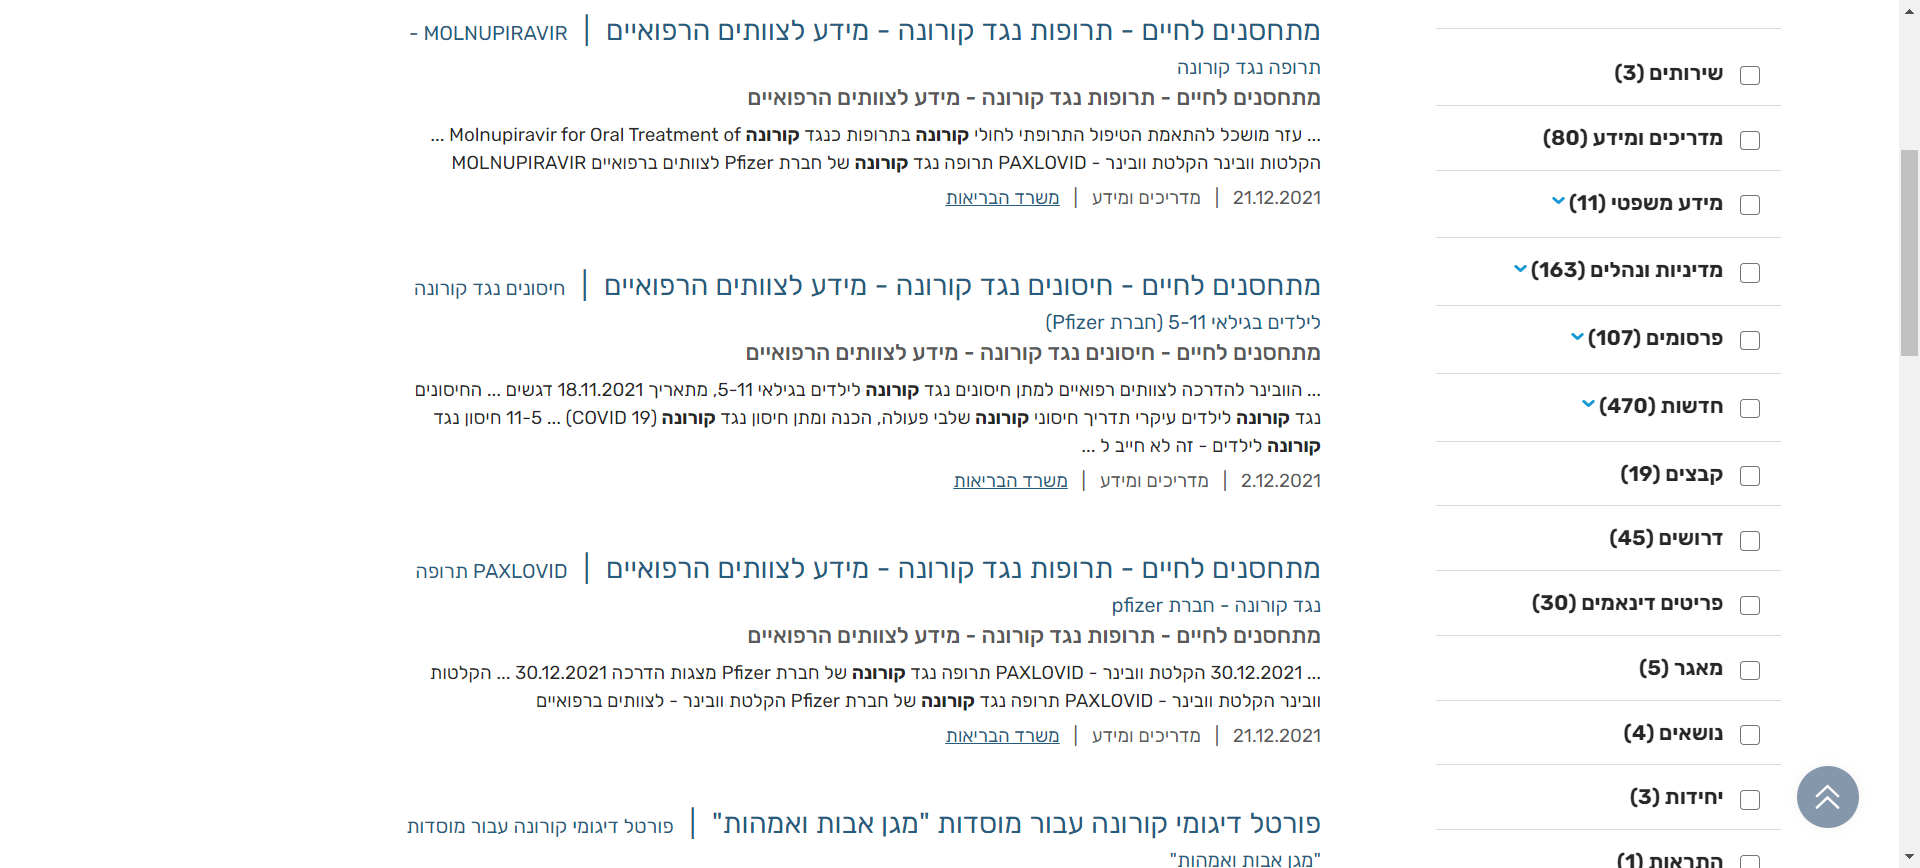 שירותים (3)
מדריכים ומידע (80)
מידע משפטי (11)
מדיניות ונהלים (163)
פרסומים (107)
חדשות (470)
קבצים (19)
דרושים (45)
פריטים דינאמים (30)
מאגר (5)
נושאים (4)
יחידות (3)
התראות (1)
מתחסנים לחיים - תרופות נגד קורונה - מידע לצוותים הרפואיים | MOLNUPIRAVIR -
תרופה נגד קורונה
מתחסנים לחיים - תרופות נגד קורונה - מידע לצוותים הרפואיים
... עזר מושכל להתאמת הטיפול התרופתי לחולי קורונה בתרופות כנגד קורונה Molnupiravir for Oral Treatment of ...
הקלטות וובינר הקלטת וובינר - PAXLOVID תרופה נגד קורונה של חברת Pfizer לצוותים ברפואיים MOLNUPIRAVIR
21.12.2021 | מדריכים ומידע | משרד הבריאות
מתחסנים לחיים - חיסונים נגד קורונה - מידע לצוותים הרפואיים | חיסונים נגד קורונה
לילדים בגילאי 5-11 (חברת Pfizer)
מתחסנים לחיים - חיסונים נגד קורונה - מידע לצוותים הרפואיים
... הוובינר להדרכה לצוותים רפואיים למתן חיסונים נגד קורונה לילדים בגילאי 5-11, מתאריך 18.11.2021 דגשים ... החיסונים
נגד קורונה לילדים עיקרי תדריך חיסוני קורונה שלבי פעולה, הכנה ומתן חיסון נגד קורונה (COVID 19) ... 11-5 חיסון נגד
קורונה לילדים - זה לא חייב ל ...
2.12.2021 | מדריכים ומידע | משרד הבריאות
מתחסנים לחיים - תרופות נגד קורונה - מידע לצוותים הרפואיים | PAXLOVID תרופה
נגד קורונה - חברת pfizer
מתחסנים לחיים - תרופות נגד קורונה - מידע לצוותים הרפואיים
... 30.12.2021 הקלטת וובינר - PAXLOVID תרופה נגד קורונה של חברת Pfizer מצגות הדרכה 30.12.2021 ... הקלטות
וובינר הקלטת וובינר - PAXLOVID תרופה נגד קורונה של חברת Pfizer הקלטת וובינר - לצוותים ברפואיים
21.12.2021 | מדריכים ומידע | משרד הבריאות
פורטל דיגומי קורונה עבור מוסדות "מגן אבות ואמהות" | פורטל דיגומי קורונה עבור מוסדות
"מגן אבות ואמהות"